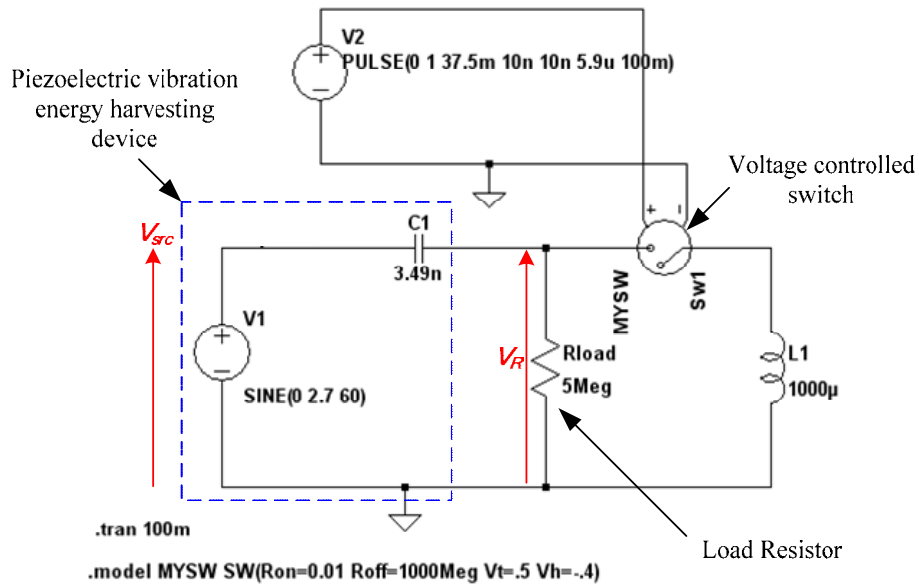 V2
PULSE(0 1 37.5m 10n 10n 5.9u 100m)
Piezoelectric vibration
energy harvesting
device
Voltage controlled
switch
+ –
Vsrc
C1
3.49n
MYSW
Sw1
V1
SINE(0 2.7 60)
VR
Rload
5Meg
L1
1000µ
Load Resistor
.tran 100m
.model MYSW SW(Ron=0.01 Roff=1000Meg Vt=.5 Vh=-.4)